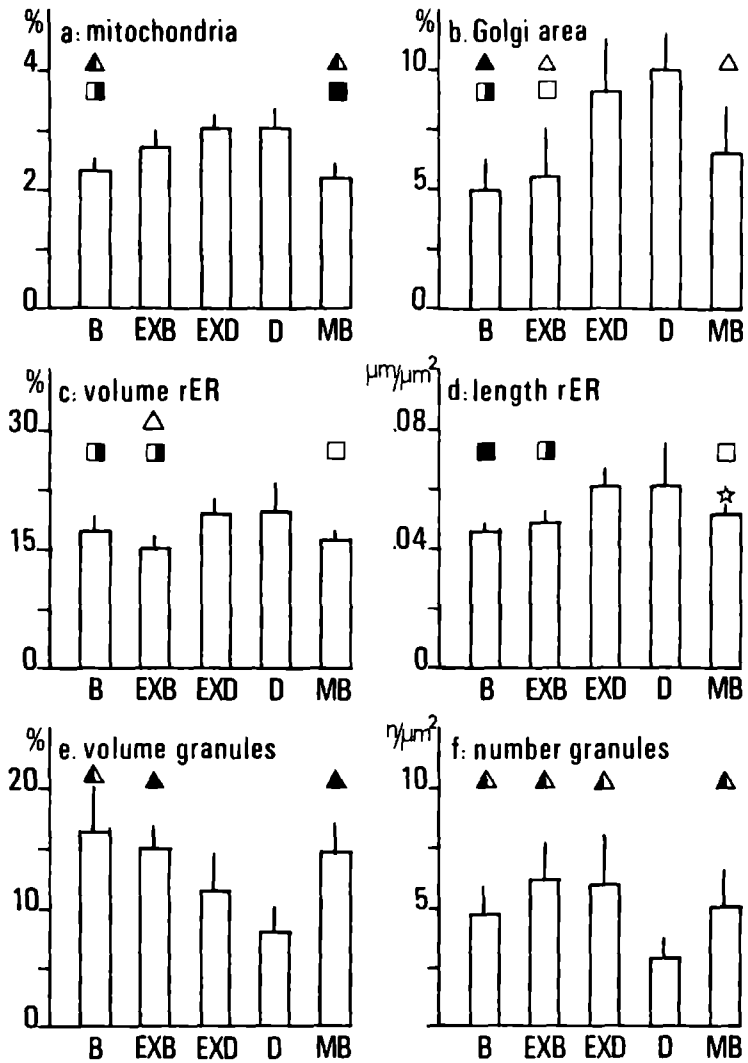 % a: mitochondria
4
2
0
B EXB EXD D MB
% b. Golgi area
10
5
0
B EXB EXD D MB
% c: volume rER
30
15
0
B EXB EXD D MB
μm/μm² d: length rER
.08
.04
0
B EXB EXD D MB
% e. volume granules
20
10
0
B EXB EXD D MB
η/μm² f: number granules
10
5
0
B EXB EXD D MB